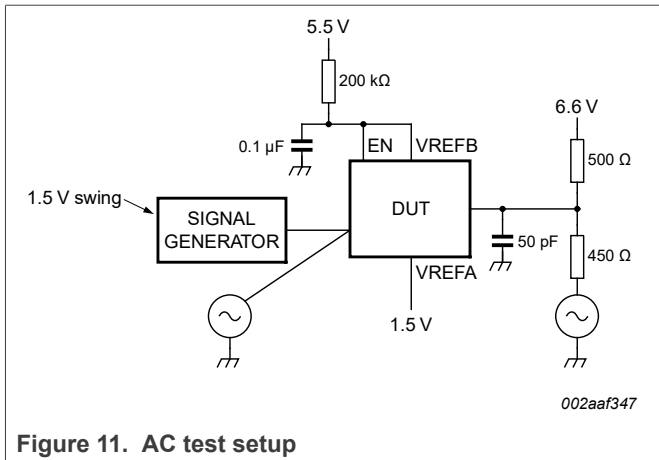 5.5 V
200 kΩ
6.6 V
0.1 μF
EN
VREFB
500 Ω
1.5 V swing
SIGNAL
GENERATOR
DUT
50 pF
450 Ω
VREFA
1.5 V
002aaf347
Figure 11. AC test setup